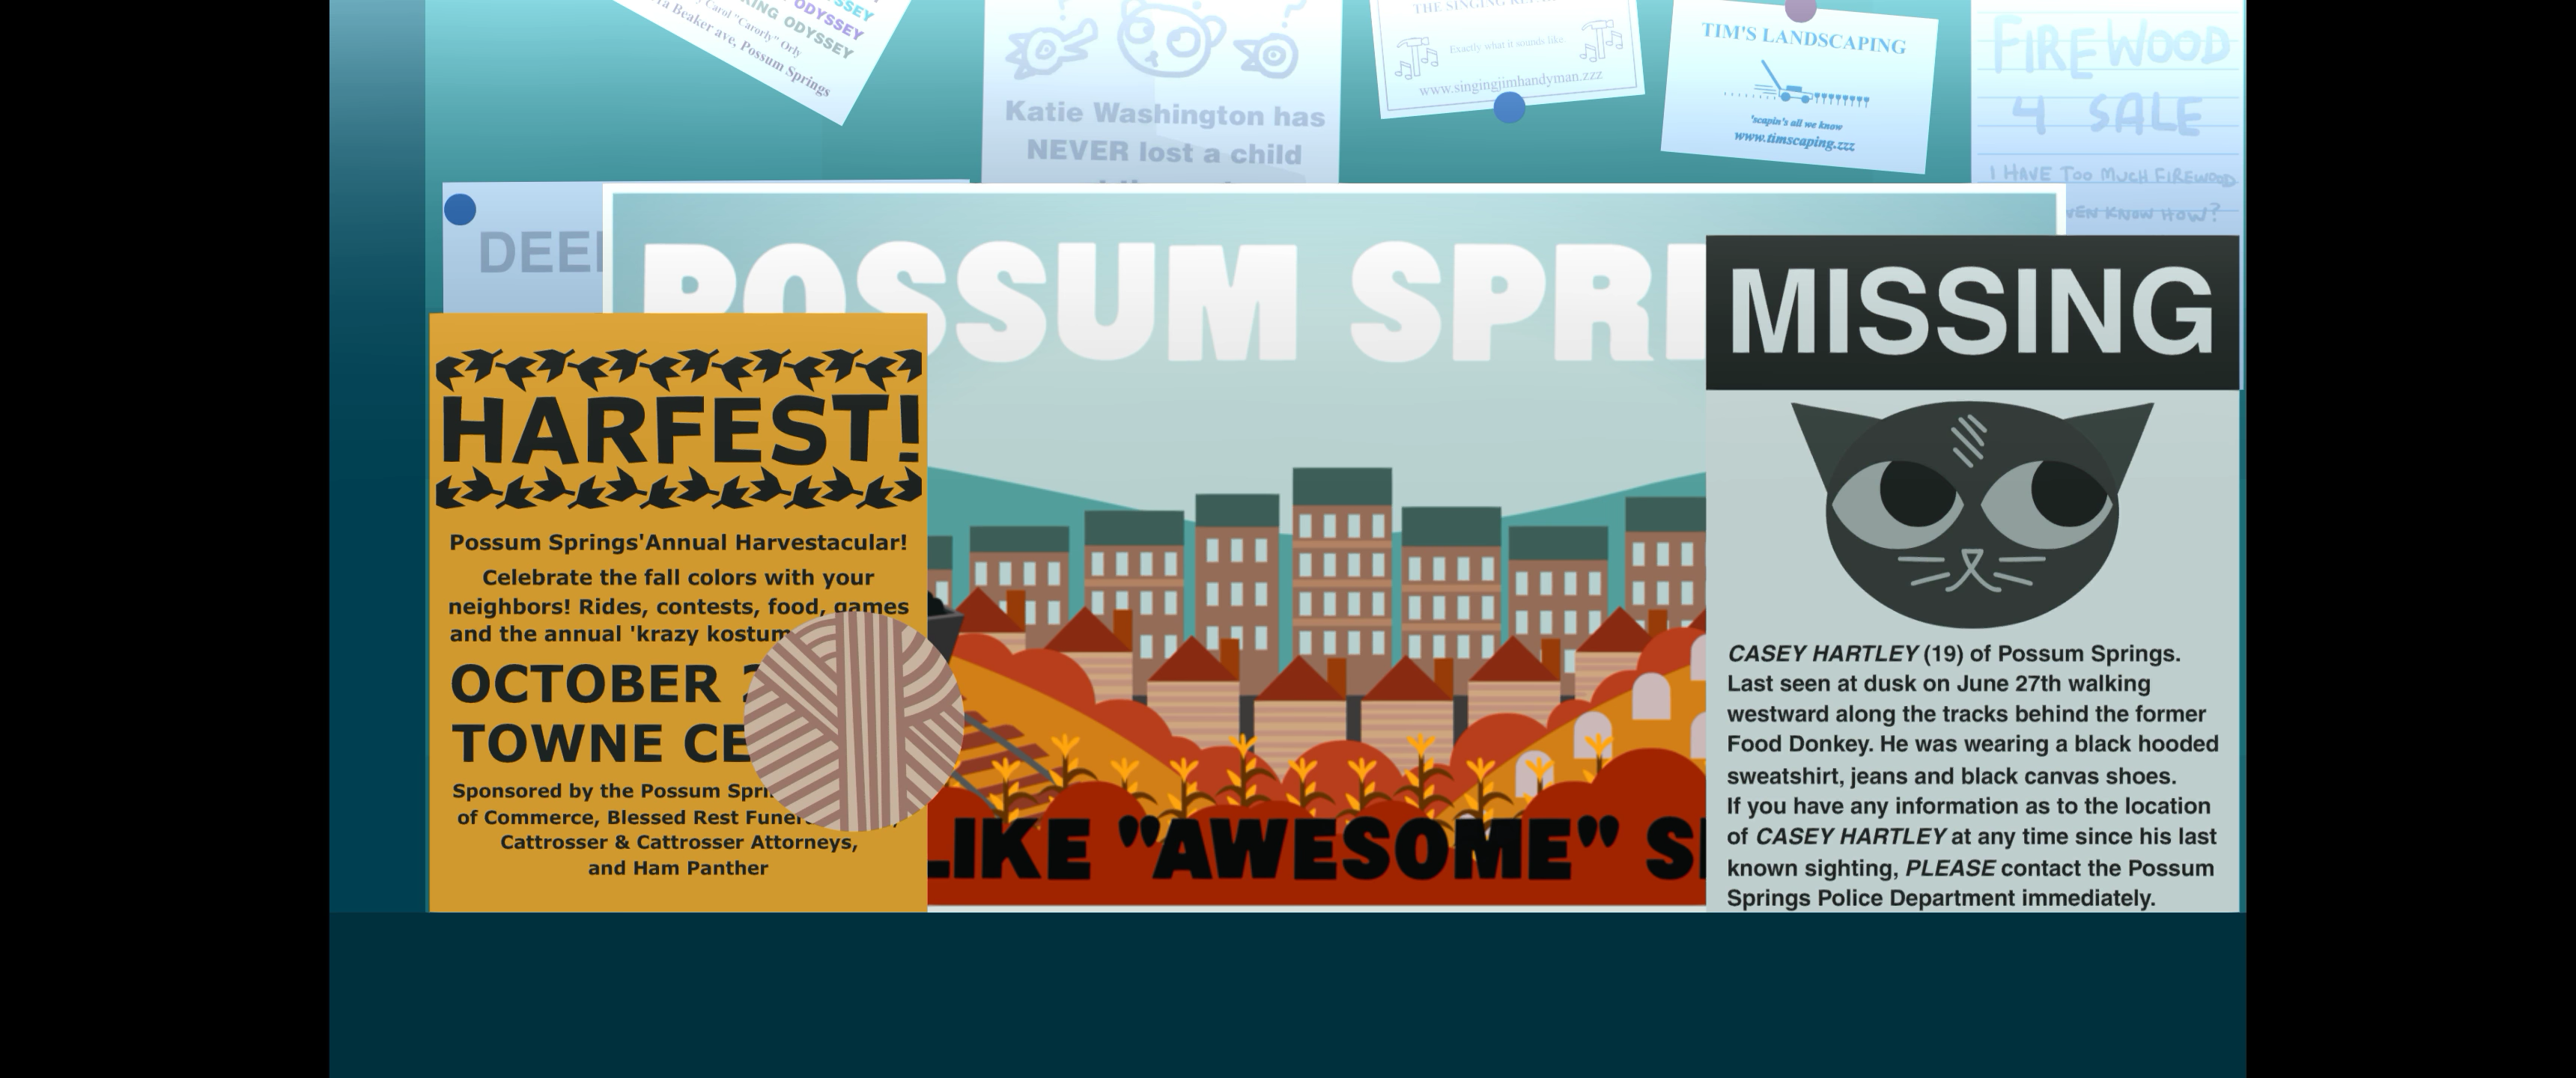 ODYSSEY
ODYSSEY
KING ODYSSEY
Carol "Carorly" Orly
Beaker ave, Possum Springs
Katie Washington has
NEVER lost a child
THE SINGING
Exactly what it sounds like
www.singingjimhandyman.zzz
TIM'S LANDSCAPING
'scapin's all we know
www.timscaping.zzz
FIREWOOD
4 SALE
I HAVE TOO MUCH FIREWOOD
KNOW HOW?
DEE
POSSUM SPRI
LIKE "AWESOME"
HARFEST!
Possum Springs'Annual Harvestacular!
Celebrate the fall colors with your
neighbors! Rides, contests, food, games
and the annual 'krazy kostum
OCTOBER
TOWNE CE
Sponsored by the Possum Spri
of Commerce, Blessed Rest Funer
Cattrosser & Cattrosser Attorneys,
and Ham Panther
MISSING
CASEY HARTLEY (19) of Possum Springs.
Last seen at dusk on June 27th walking
westward along the tracks behind the former
Food Donkey. He was wearing a black hooded
sweatshirt, jeans and black canvas shoes.
If you have any information as to the location
of CASEY HARTLEY at any time since his last
known sighting, PLEASE contact the Possum
Springs Police Department immediately.